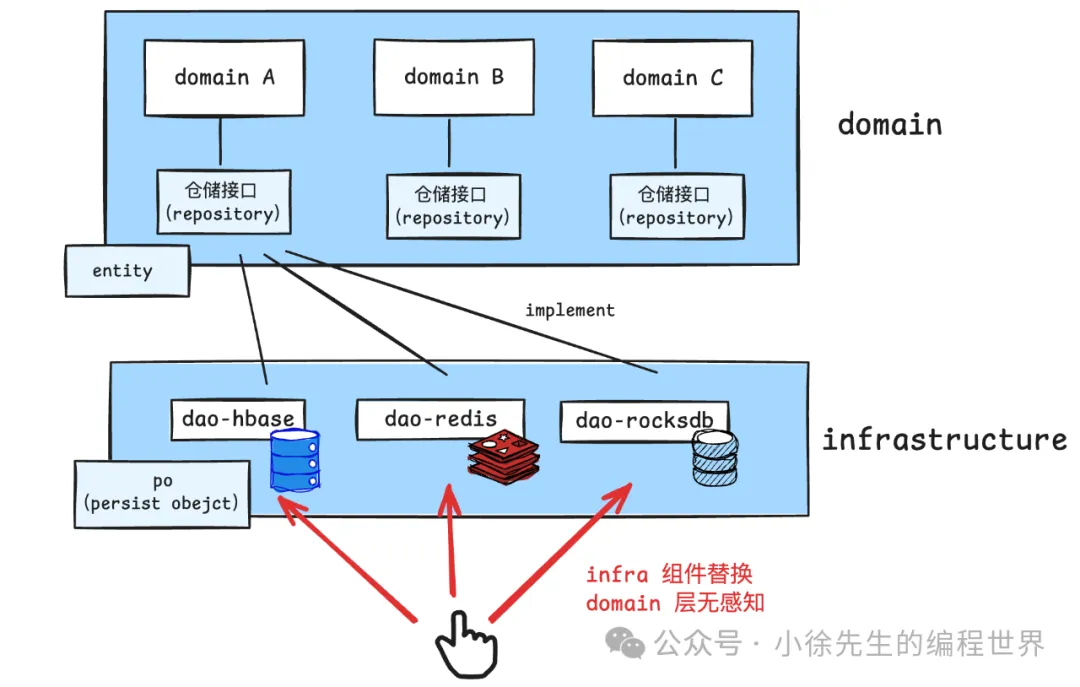 domain A
domain B
domain C
domain
仓储接口
(repository)
仓储接口
(repository)
仓储接口
(repository)
entity
implement
dao-hbase
dao-redis
dao-rocksdb
infrastructure
po
(persist obejct)
infra 组件替换
domain 层无感知
公众号 · 小徐先生的编程世界